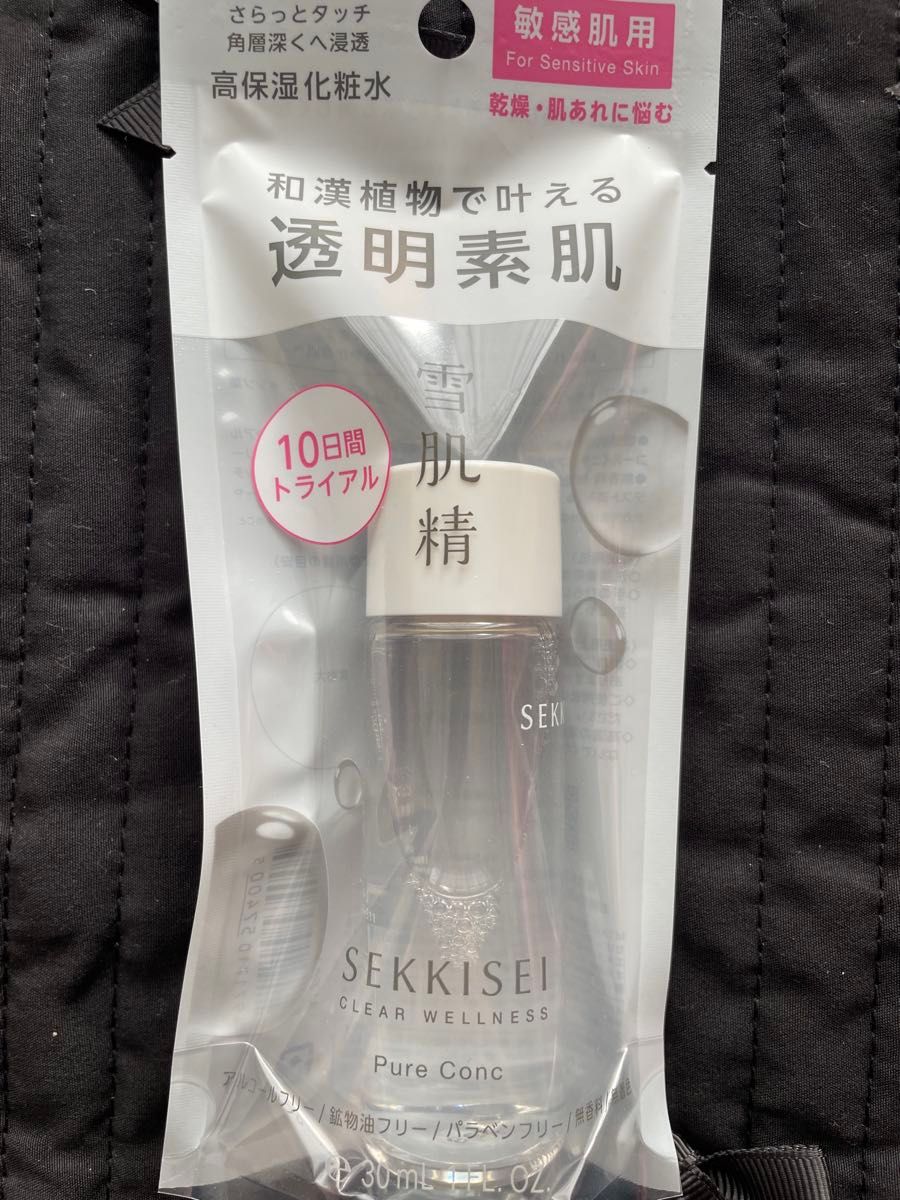 さらっとタッチ
角層深くへ浸透
高保湿化粧水
敏感肌用
For Sensitive Skin
乾燥・肌あれに悩む
和漢植物で叶える
透明素肌
雪肌精
10日間
トライアル
SEKK
SEKKISEI
CLEAR WELLNESS
Pure Conc
アルコールフリー/鉱物油フリー/パラベンフリー/無香料/無着色
30mL 1 FL. OZ.